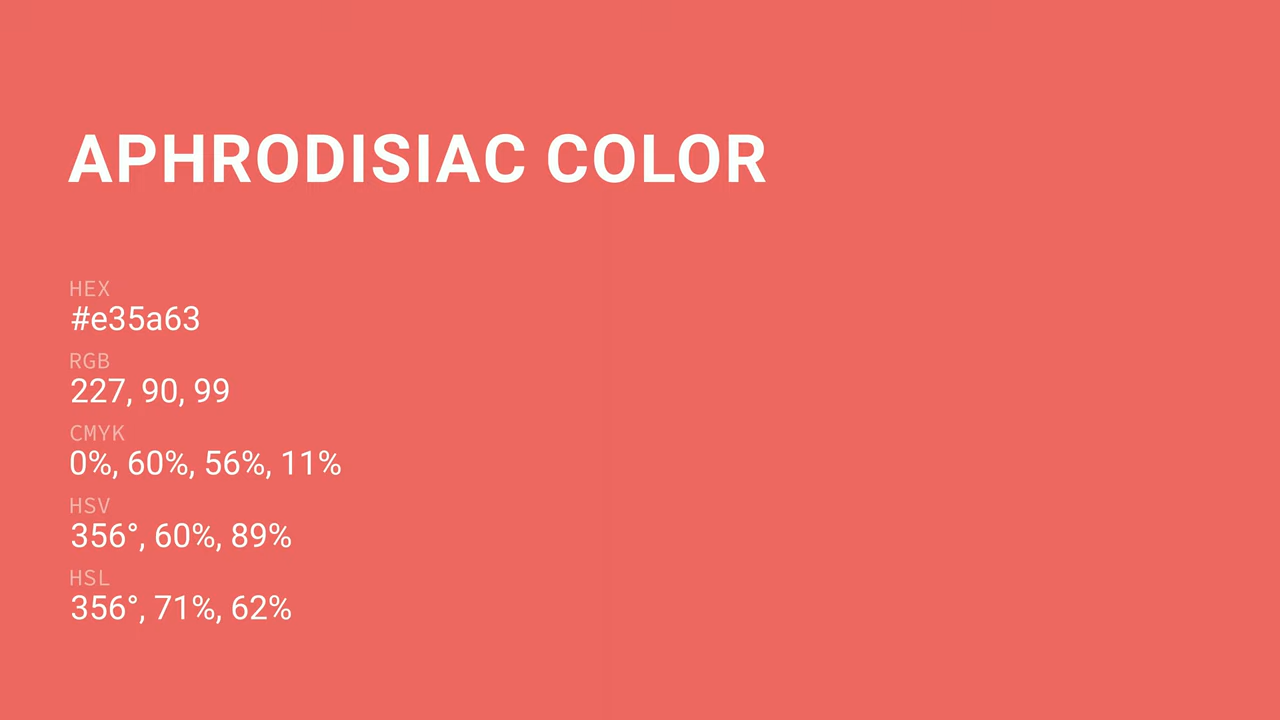 APHRODISIAC COLOR
HEX
#e35a63
RGB
227, 90, 99
CMYK
0%, 60%, 56%, 11%
HSV
356°, 60%, 89%
HSL
356°, 71%, 62%